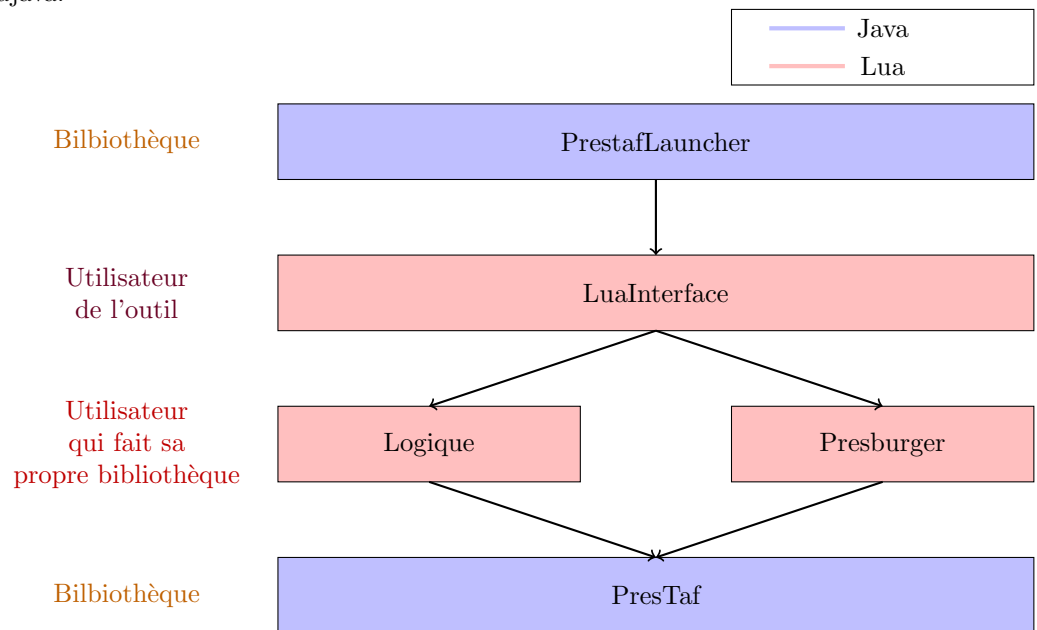 Java
Lua
Bilbiothèque
PrestafLauncher
Utilisateur
de l'outil
LuaInterface
Utilisateur
qui fait sa
propre bibliothèque
Logique
Presburger
Bilbiothèque
PresTaf